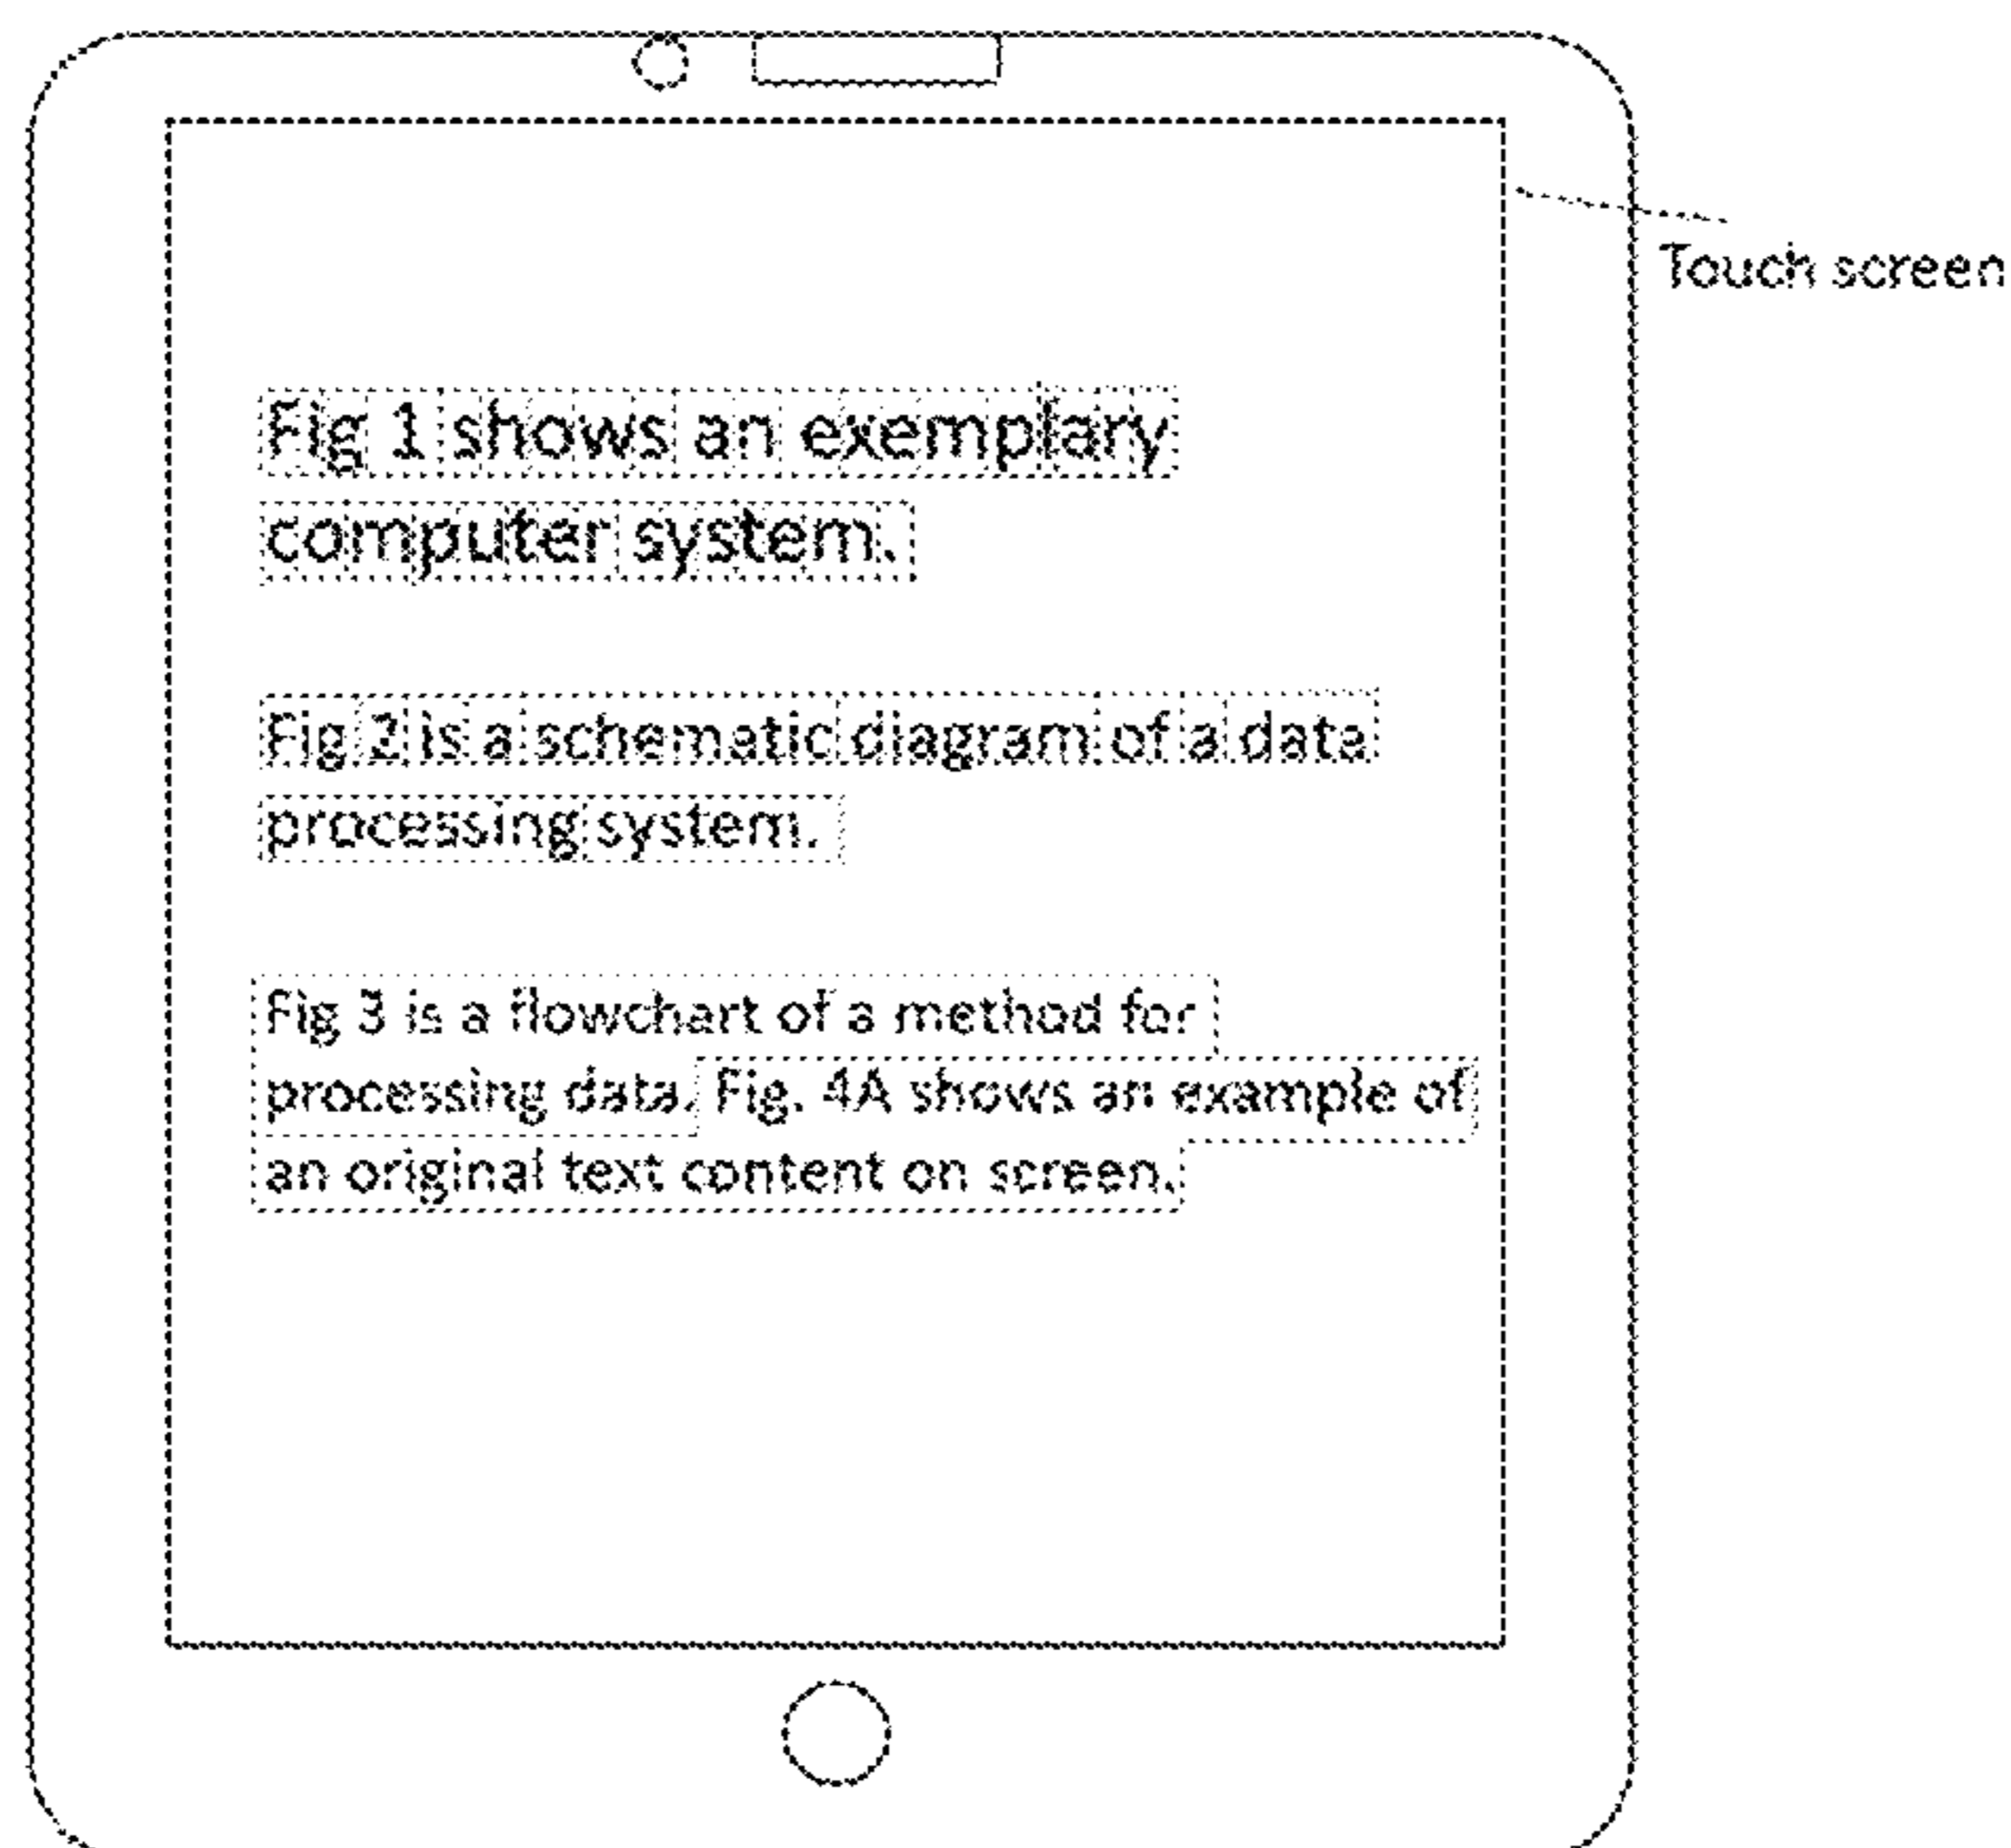 Touch screen
Fig 1 shows an exemplary
computer system.
Fig 2 is a schematic diagram of a data
processing system.
Fig 3 is a flowchart of a method for
processing data. Fig. 4A shows an example of
an original text content on screen.